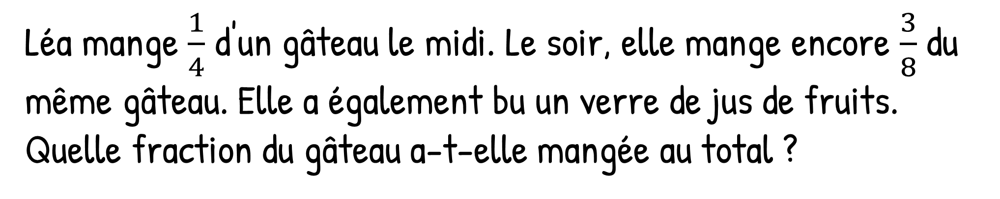 Léa mange 1/4 d'un gâteau le midi. Le soir, elle mange encore 3/8 du
même gâteau. Elle a également bu un verre de jus de fruits.
Quelle fraction du gâteau a-t-elle mangée au total ?